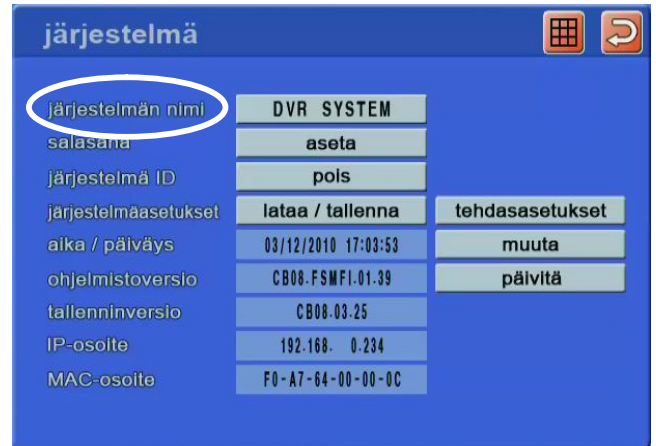 järjestelmä
järjestelmän nimi DVR SYSTEM
salasana aseta
järjestelmä ID pois
järjestelmäasetukset lataa / tallenna tehdasasetukset
aika / päiväys 03/12/2010 17:03:53 muuta
ohjelmistoversio CB08.FSMFI.01.39 päivitä
tallenninversio CB08.03.25
IP-osoite 192.168. 0.234
MAC-osoite F0-A7-64-00-00-0C